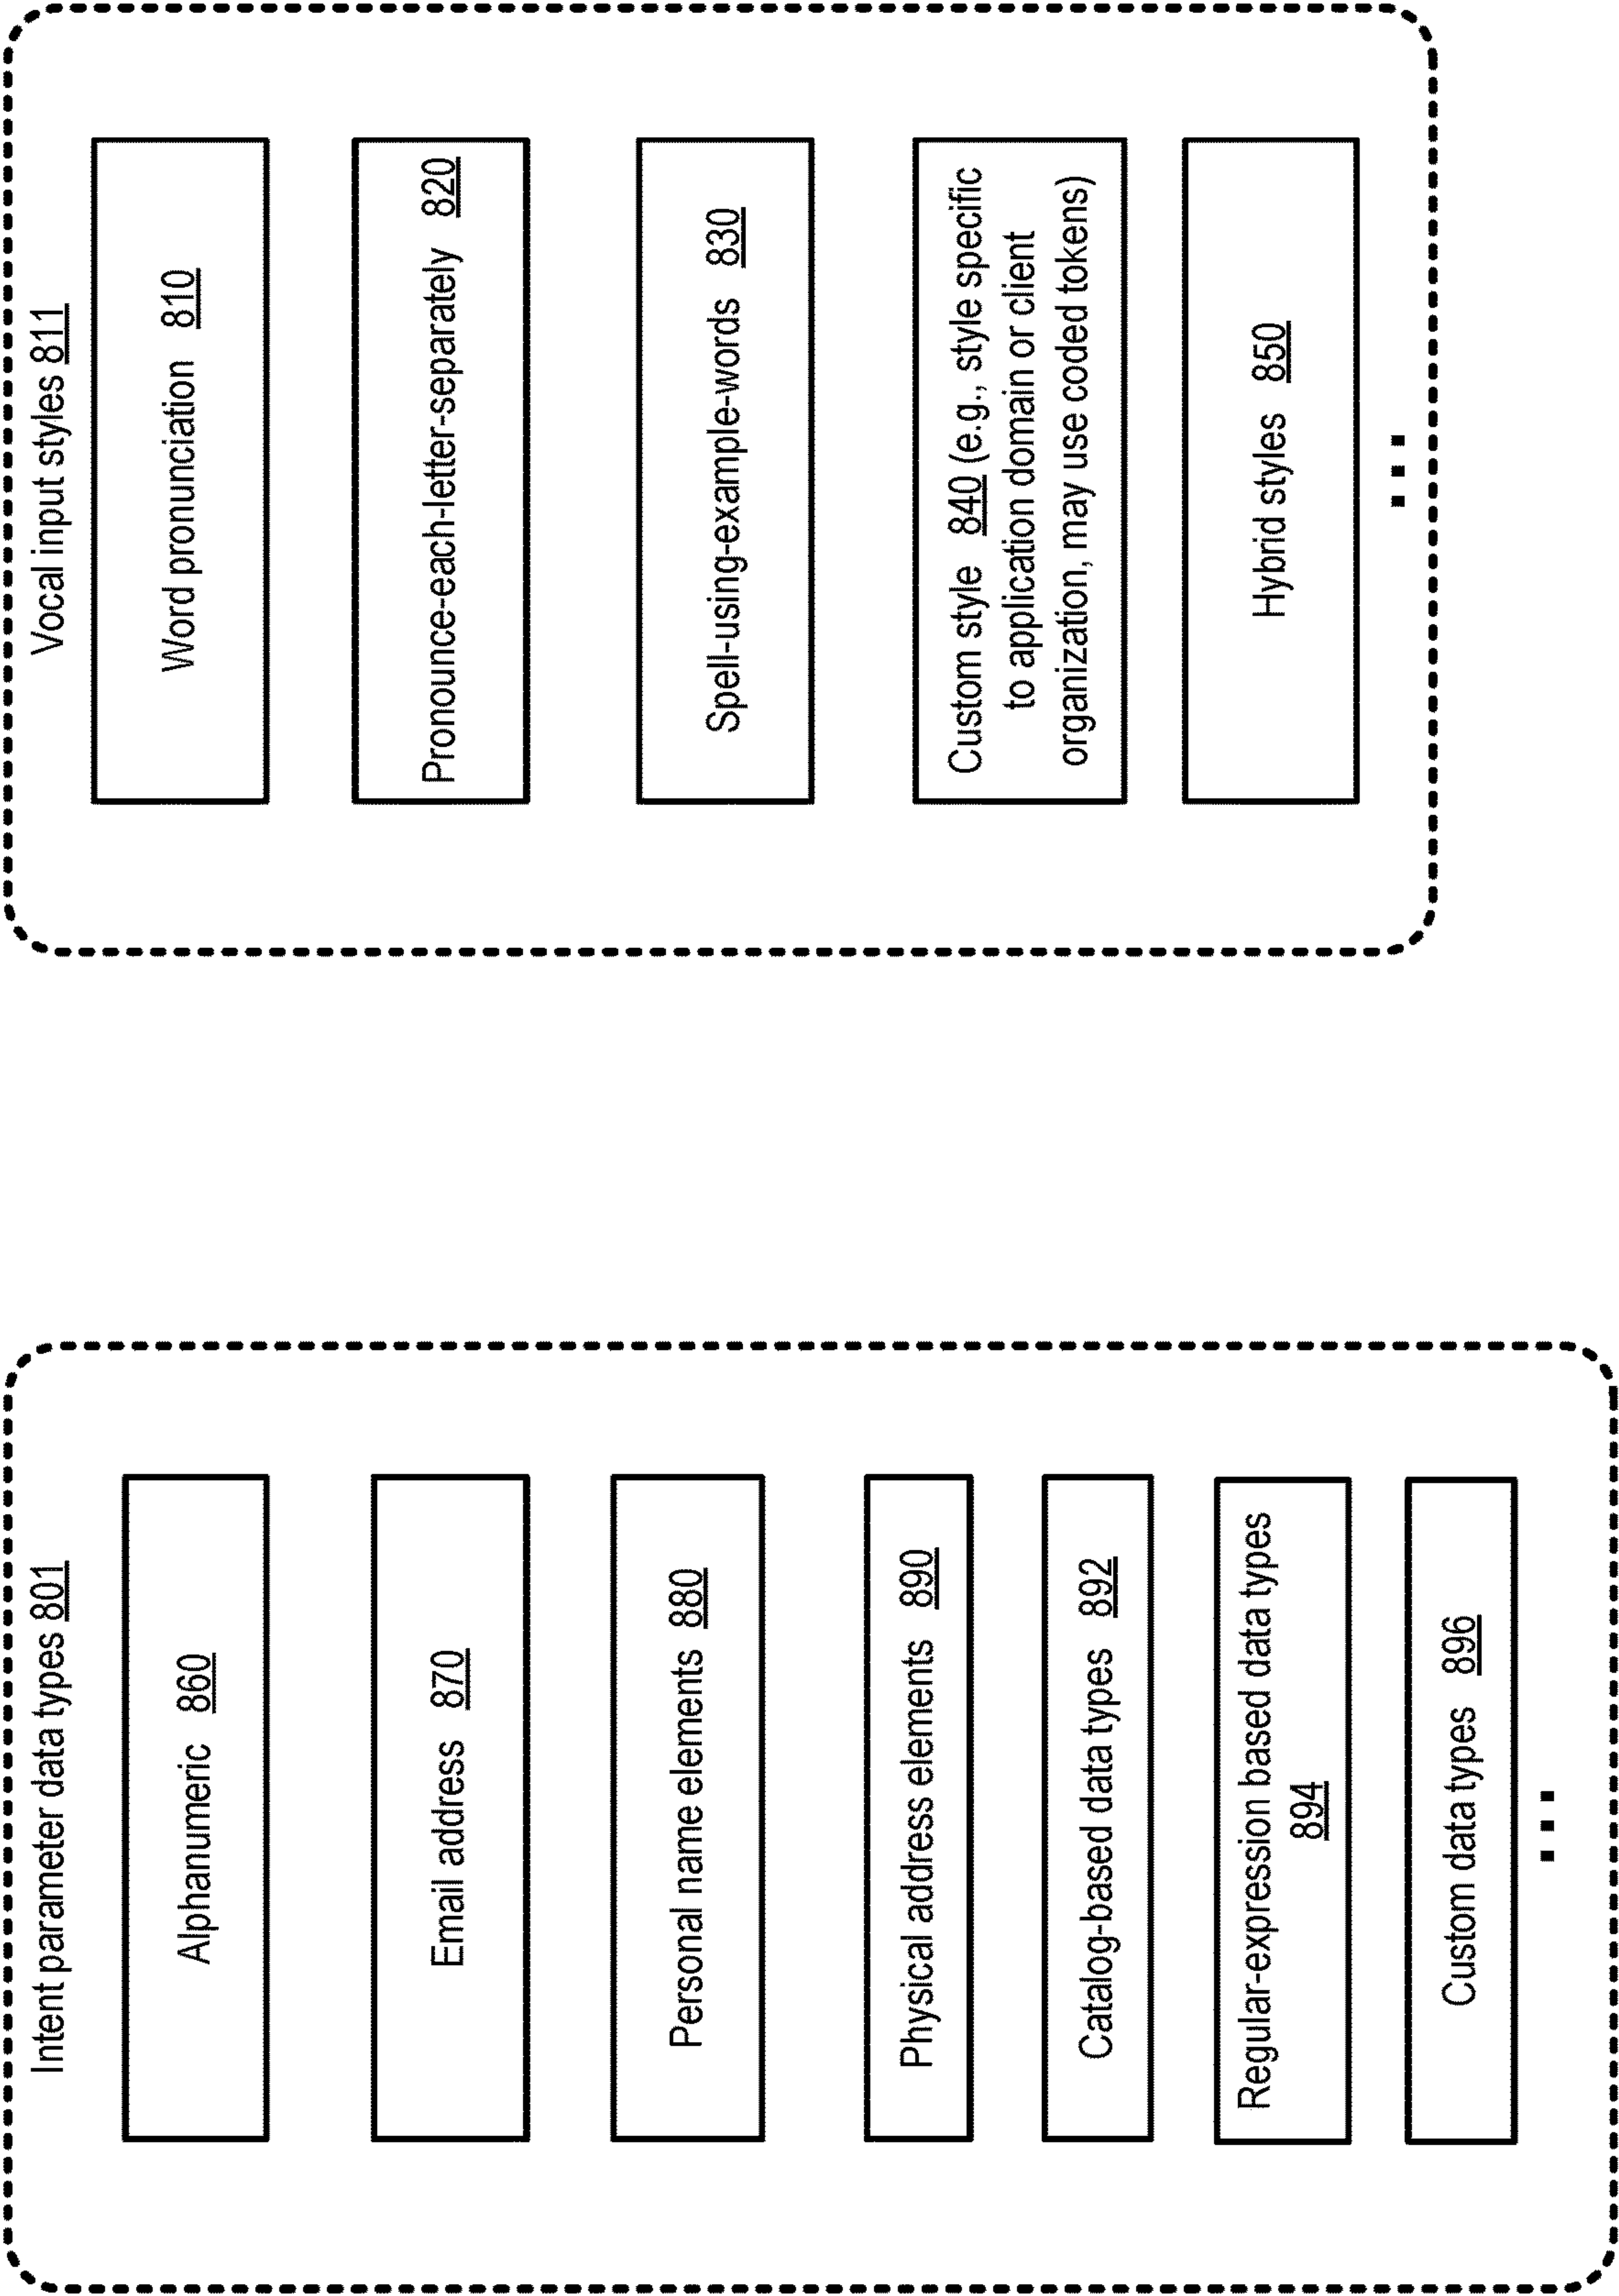 Intent parameter data types 801
Alphanumeric 860
Email address 870
Personal name elements 880
Physical address elements 890
Catalog-based data types 892
Regular-expression based data types
894
Custom data types 896
...
Vocal input styles 811
Word pronunciation 810
Pronounce-each-letter-separately 820
Spell-using-example-words 830
Custom style 840 (e.g., style specific
to application domain or client
organization, may use coded tokens)
Hybrid styles 850
...